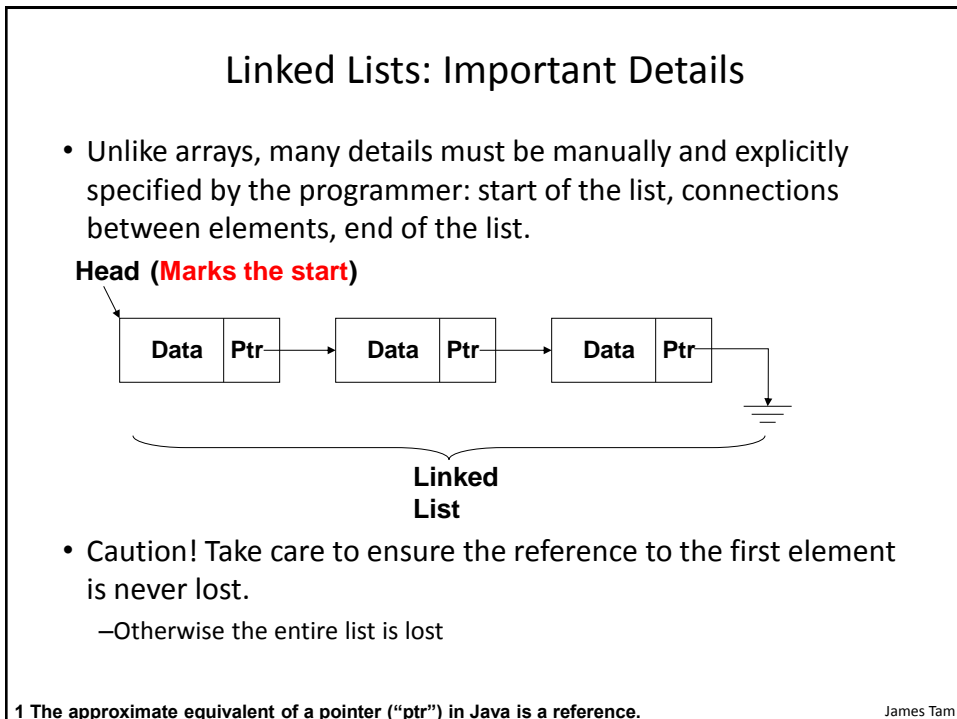 Linked Lists: Important Details
• Unlike arrays, many details must be manually and explicitly
specified by the programmer: start of the list, connections
between elements, end of the list.
Head (Marks the start)
Data Ptr Data Ptr Data Ptr
Linked
List
• Caution! Take care to ensure the reference to the first element
is never lost.
–Otherwise the entire list is lost
1 The approximate equivalent of a pointer (“ptr”) in Java is a reference.
James Tam